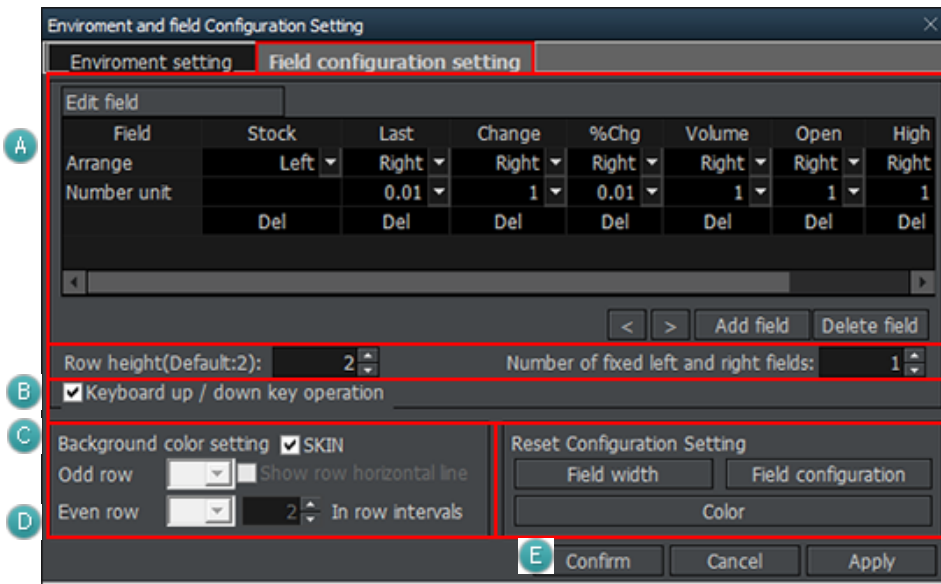 Enviroment and field Configuration Setting
Enviroment setting Field configuration setting
Edit field
Field Stock Last Change %Chg Volume Open High
A
Arrange Left Right Right Right Right Right Right
Number unit 0.01 1 0.01 1 1 1
Del Del Del Del Del Del Del
< > Add field Delete field
Row height(Default:2): 2 Number of fixed left and right fields: 1
B Keyboard up / down key operation
C Background color setting SKIN Reset Configuration Setting
Odd row Show row horizontal line Field width Field configuration
D Even row 2 In row intervals Color
E Confirm Cancel Apply